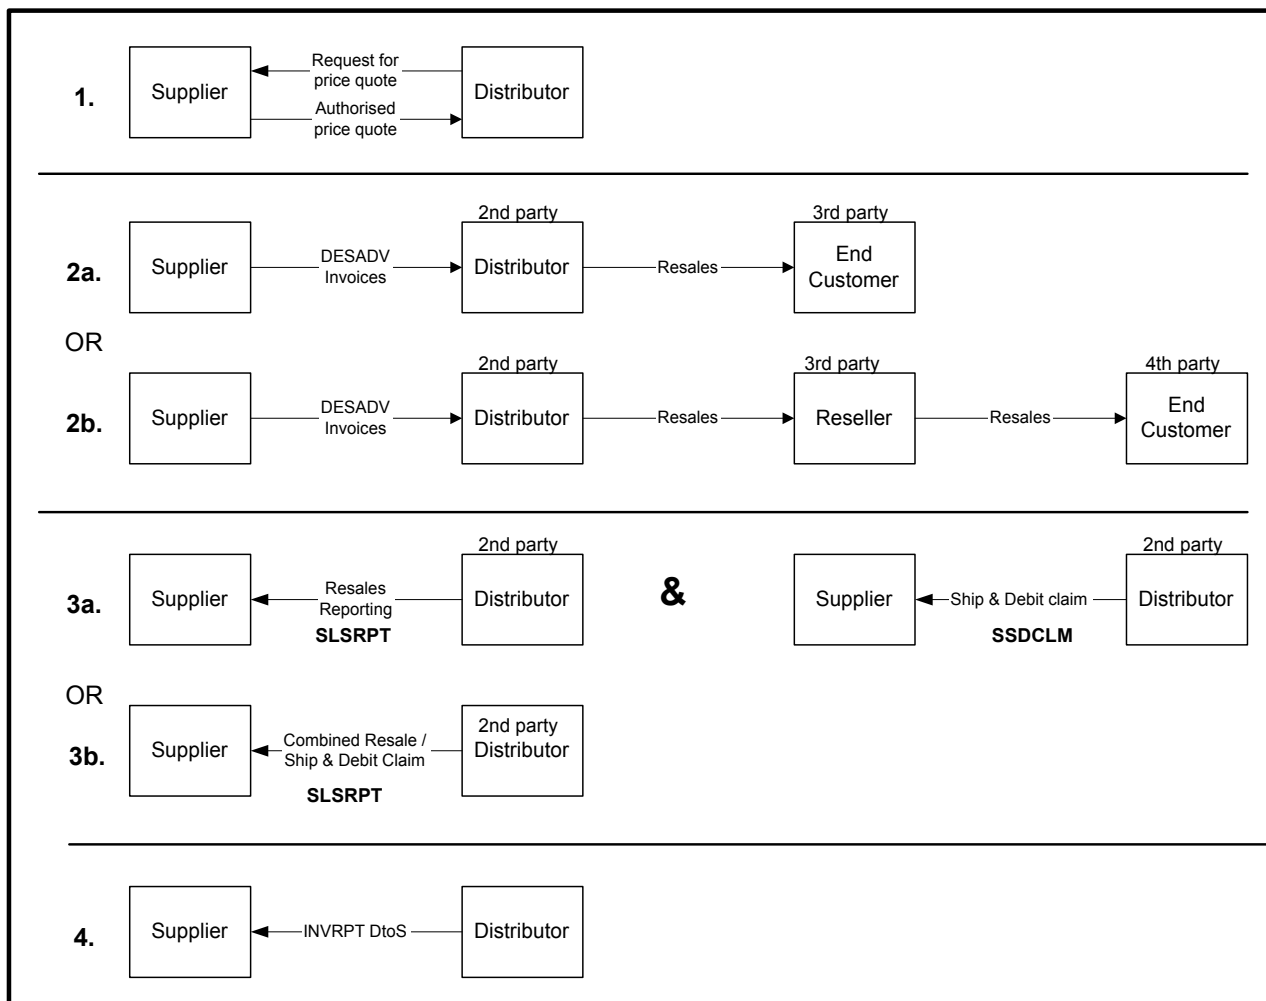 1.
Supplier
Request for
price quote
Authorised
price quote
Distributor
2a.
Supplier
DESADV
Invoices
2nd party
Distributor
Resales
3rd party
End
Customer
OR
2b.
Supplier
DESADV
Invoices
2nd party
Distributor
Resales
3rd party
Reseller
Resales
4th party
End
Customer
3a.
Supplier
Resales
Reporting
SLSRPT
2nd party
Distributor
&
Supplier
Ship & Debit claim
SSDCLM
2nd party
Distributor
OR
3b.
Supplier
Combined Resale /
Ship & Debit Claim
SLSRPT
2nd party
Distributor
4.
Supplier
INVRPT DtoS
Distributor